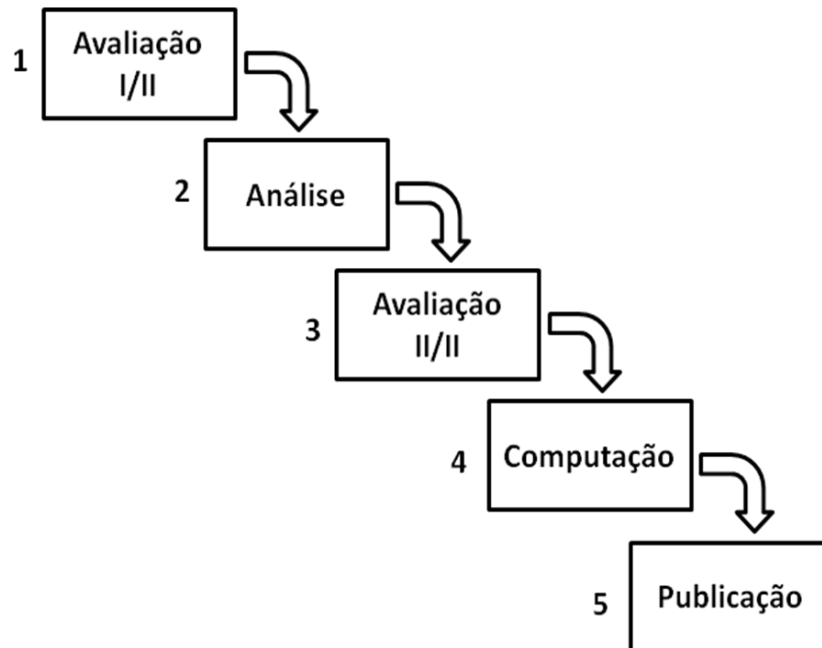 1
Avaliação
I/II
2
Análise
3
Avaliação
II/II
4
Computação
5
Publicação